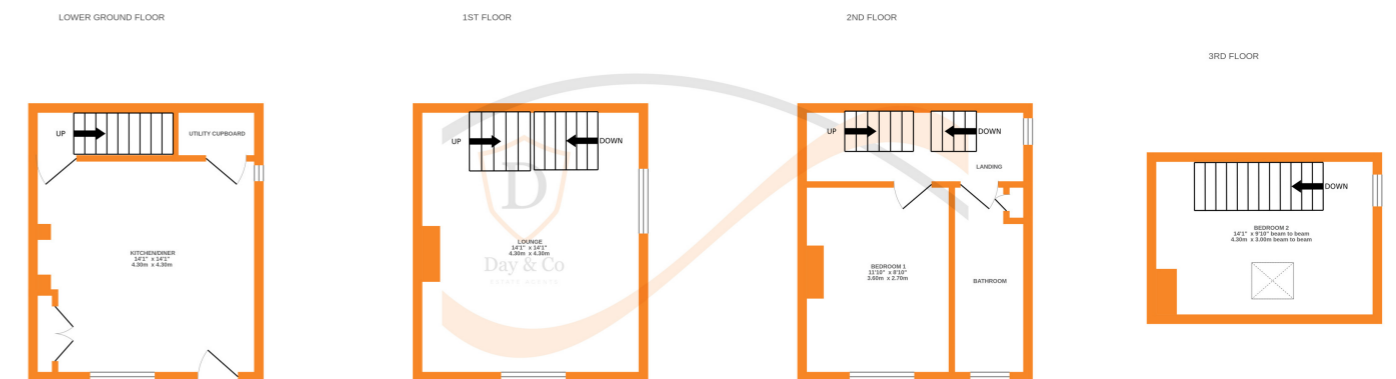 LOWER GROUND FLOOR
UP
UTILITY CUPBOARD
KITCHEN/DINER
14'1" x 14'1"
4.30m x 4.30m
1ST FLOOR
UP
DOWN
D
LOUNGE
14'1" x 14'1"
4.30m x 4.30m
Day & Co
ESTATE AGENTS
2ND FLOOR
UP
DOWN
LANDING
BEDROOM 1
11'10" x 8'10"
3.60m x 2.70m
BATHROOM
3RD FLOOR
DOWN
BEDROOM 2
14'1" x 9'10" beam to beam
4.30m x 3.00m beam to beam